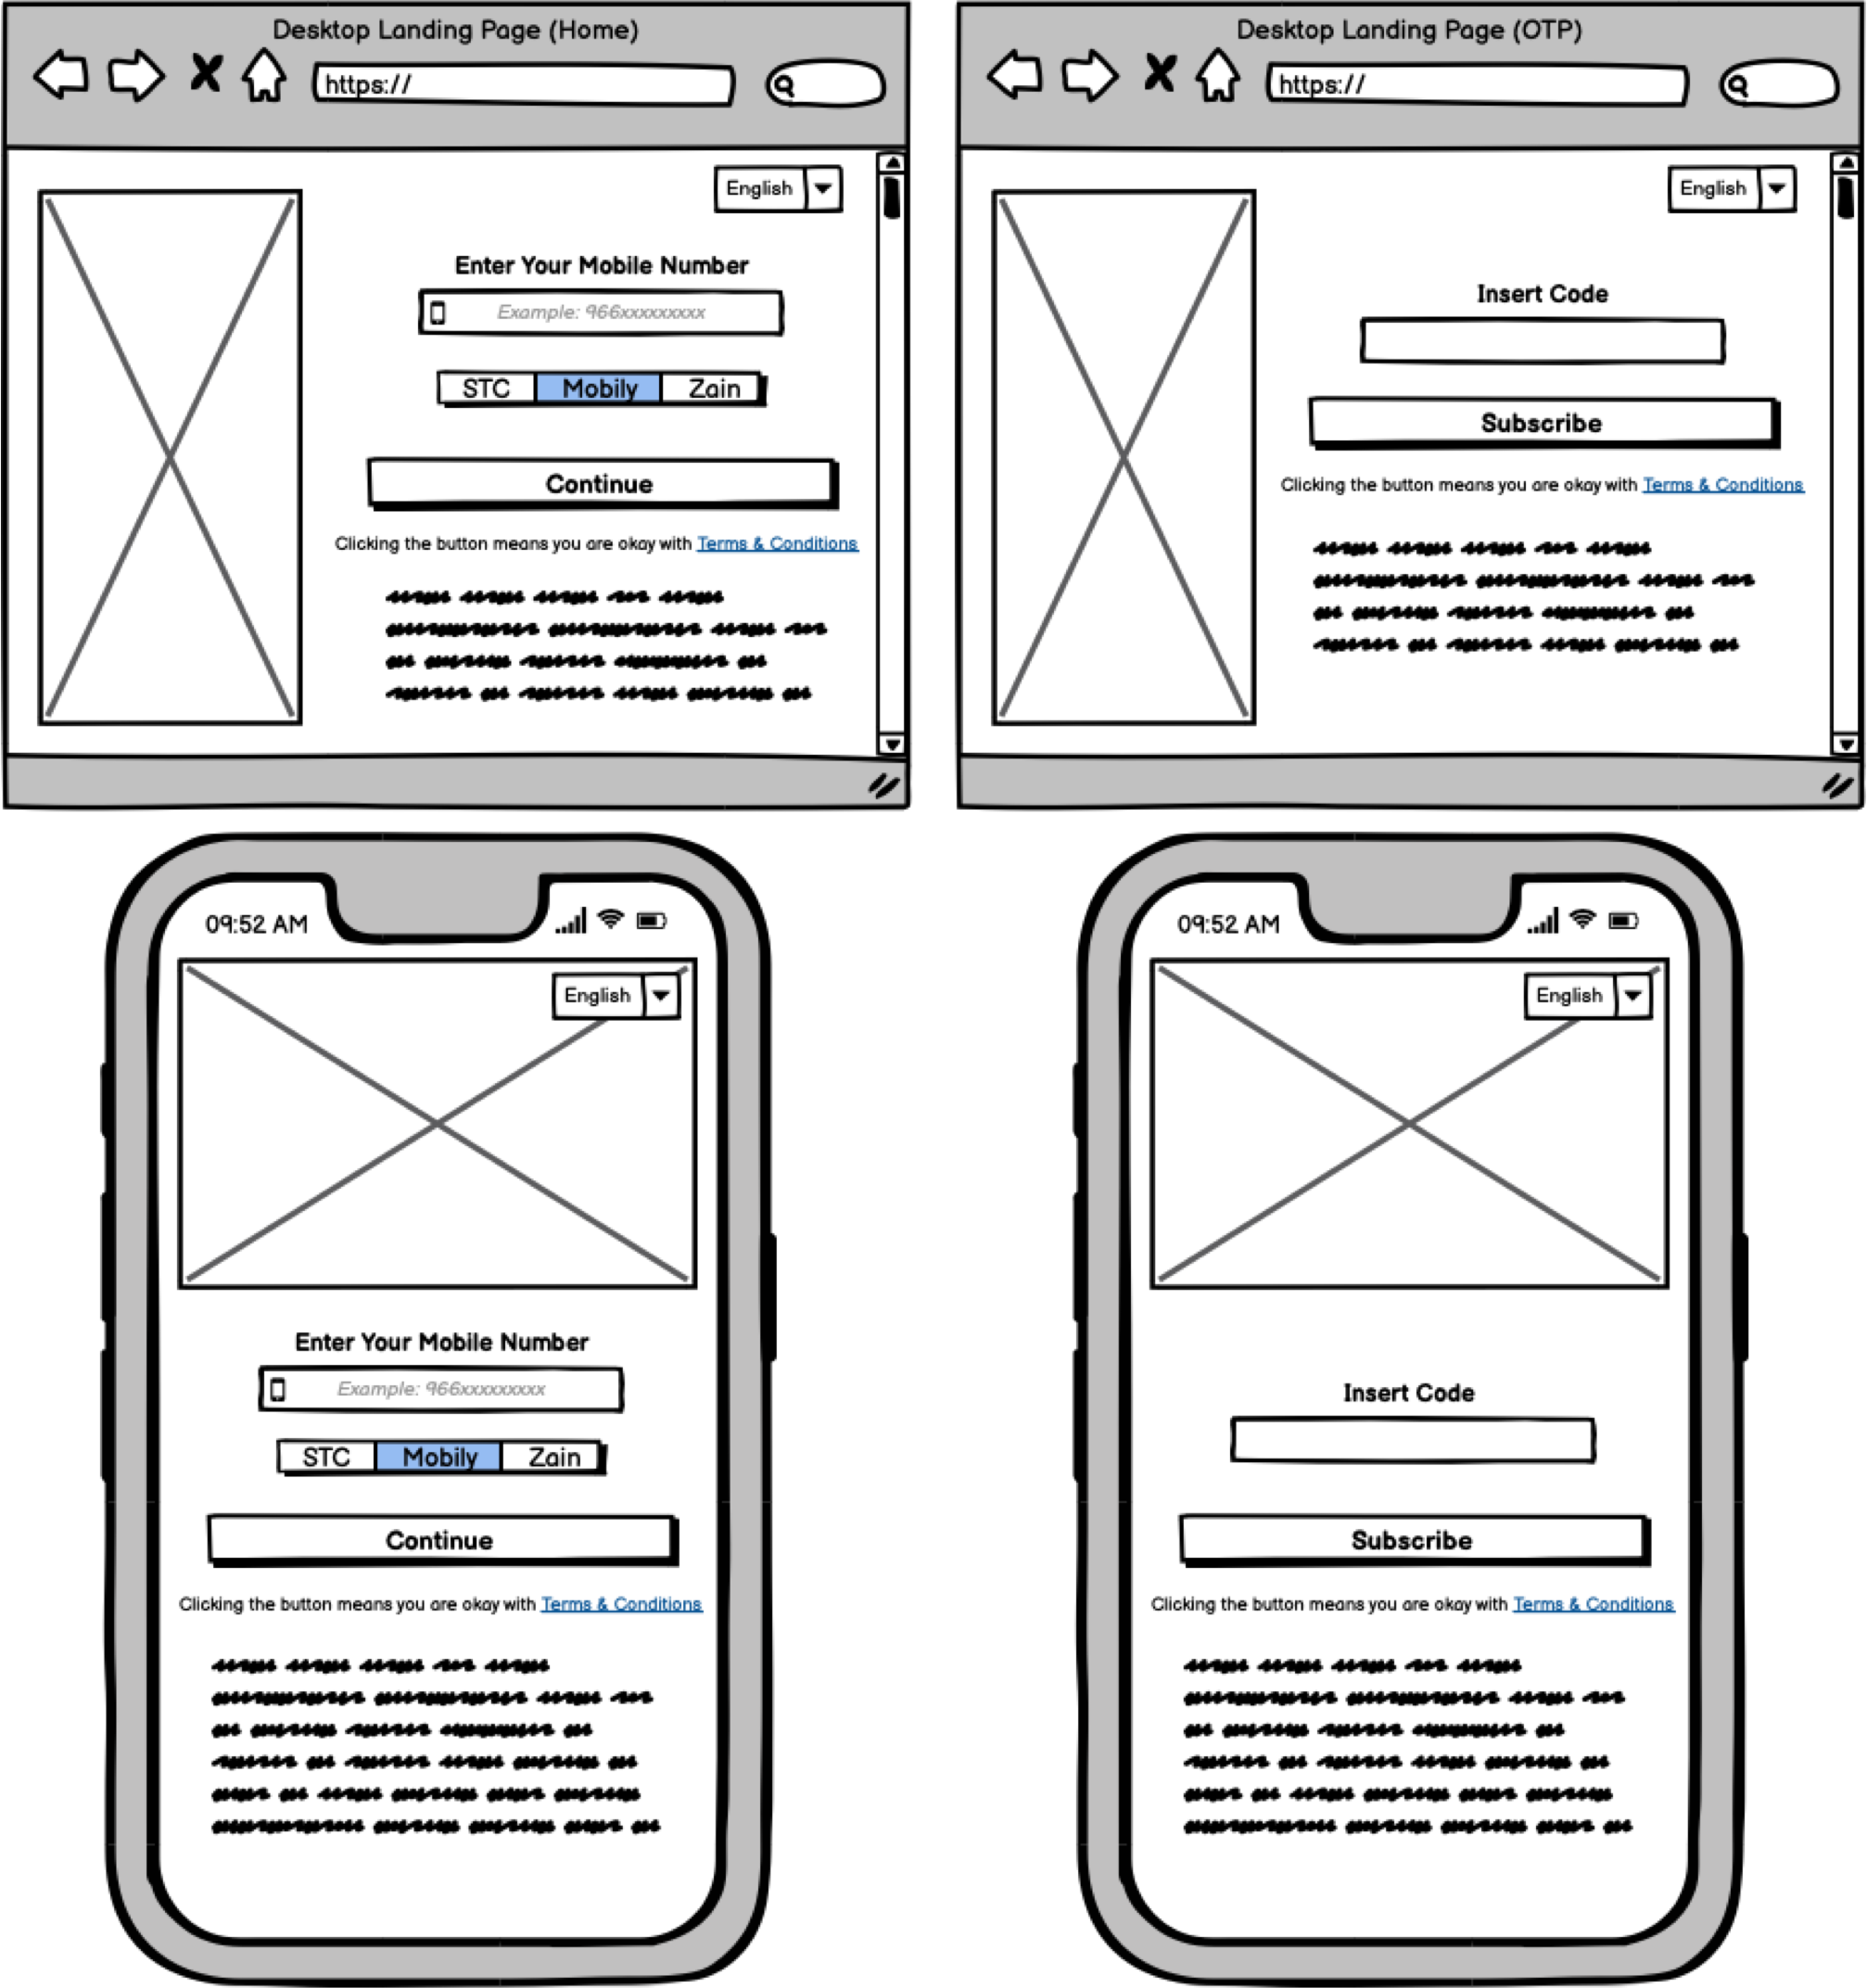 Desktop Landing Page (Home)
https://
English
Enter Your Mobile Number
Example: 966xxxxxxxxx
STC Mobily Zain
Continue
Clicking the button means you are okay with Terms & Conditions
Desktop Landing Page (OTP)
https://
English
Insert Code
Subscribe
Clicking the button means you are okay with Terms & Conditions
09:52 AM
English
Enter Your Mobile Number
Example: 966xxxxxxxxx
STC Mobily Zain
Continue
Clicking the button means you are okay with Terms & Conditions
09:52 AM
English
Insert Code
Subscribe
Clicking the button means you are okay with Terms & Conditions